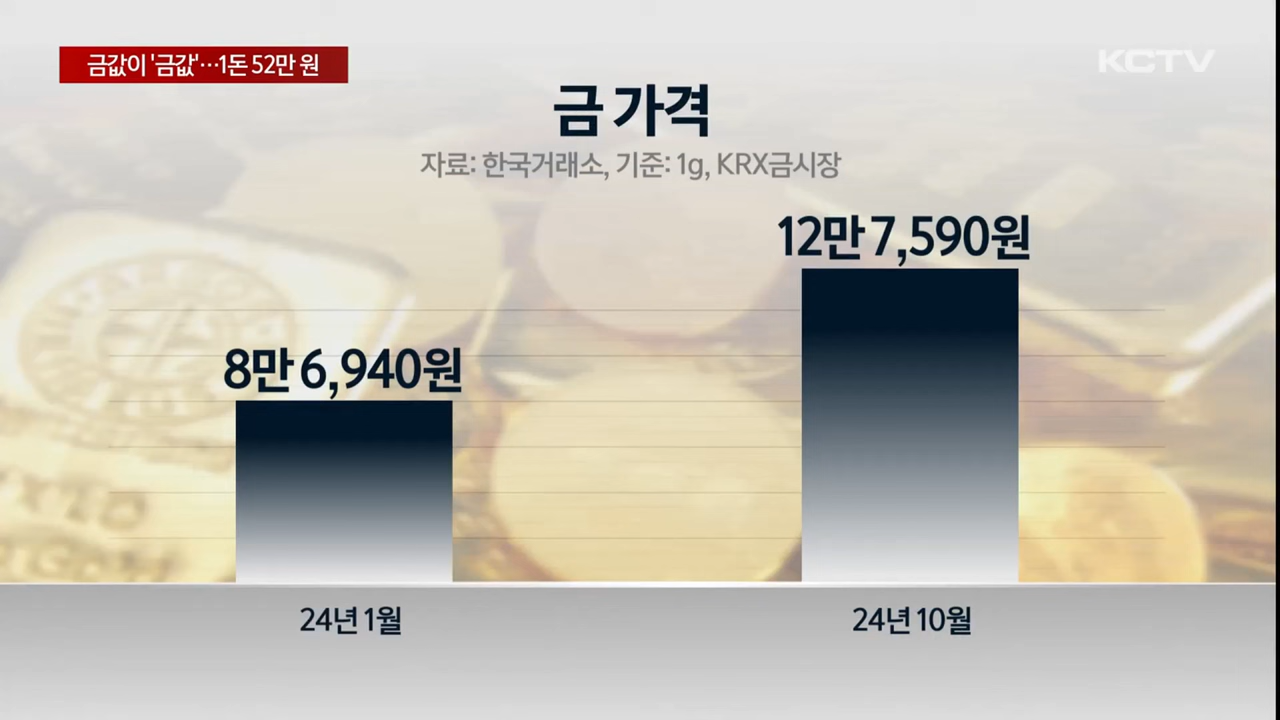 금값이 '금값'…1돈 52만 원
KCTV
금 가격
자료: 한국거래소, 기준: 1g, KRX금시장
12만 7,590원
8만 6,940원
24년 1월
24년 10월